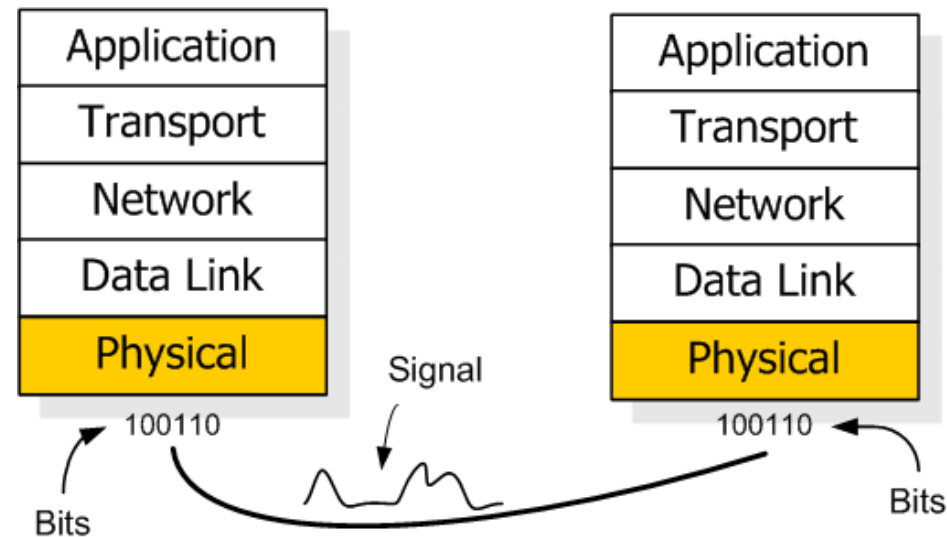 Application
Transport
Network
Data Link
Physical
100110
Bits
Signal
Application
Transport
Network
Data Link
Physical
100110
Bits